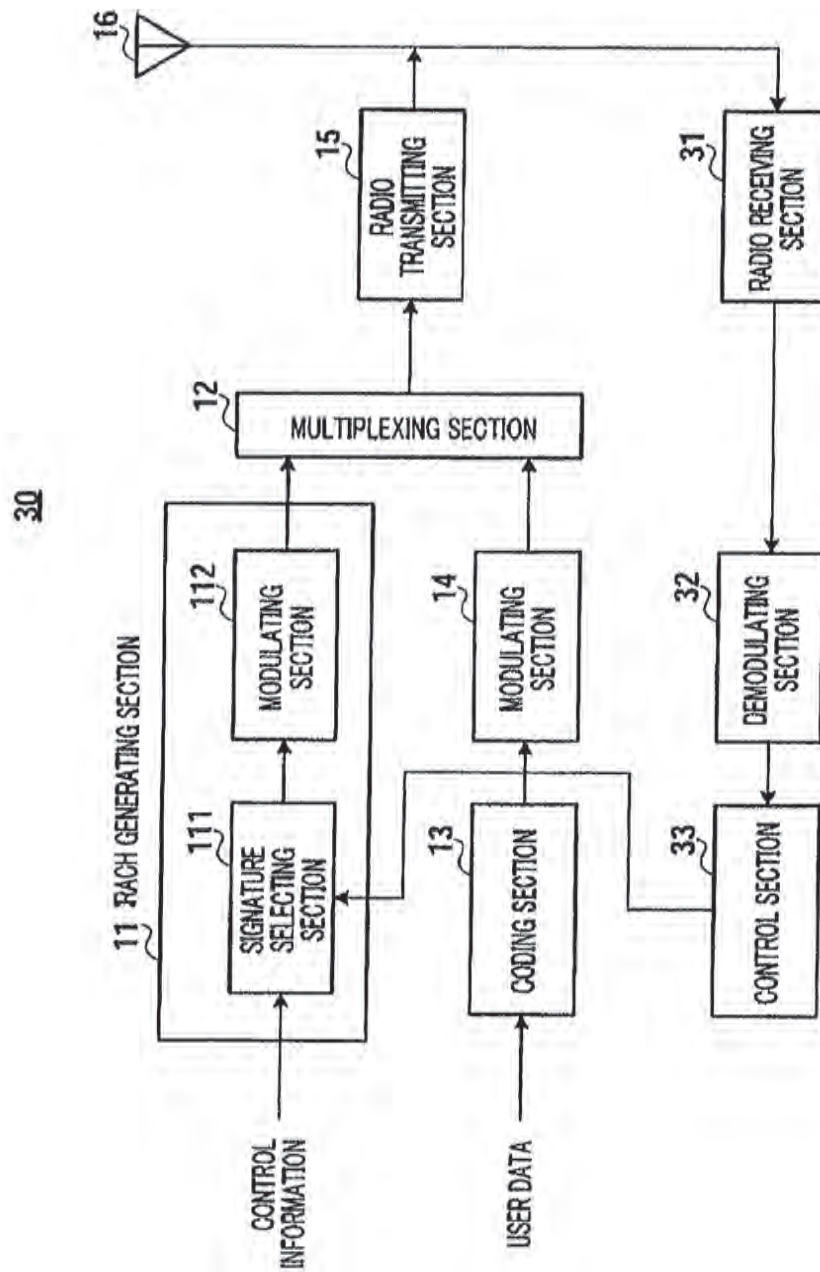 30
11
RACH GENERATING SECTION
CONTROL
INFORMATION
111
SIGNATURE
SELECTING
SECTION
112
MODULATING
SECTION
12
MULTIPLEXING SECTION
15
RADIO
TRANSMITTING
SECTION
16
USER DATA
13
CODING SECTION
14
MODULATING
SECTION
33
CONTROL SECTION
32
DEMODULATING
SECTION
31
RADIO RECEIVING
SECTION